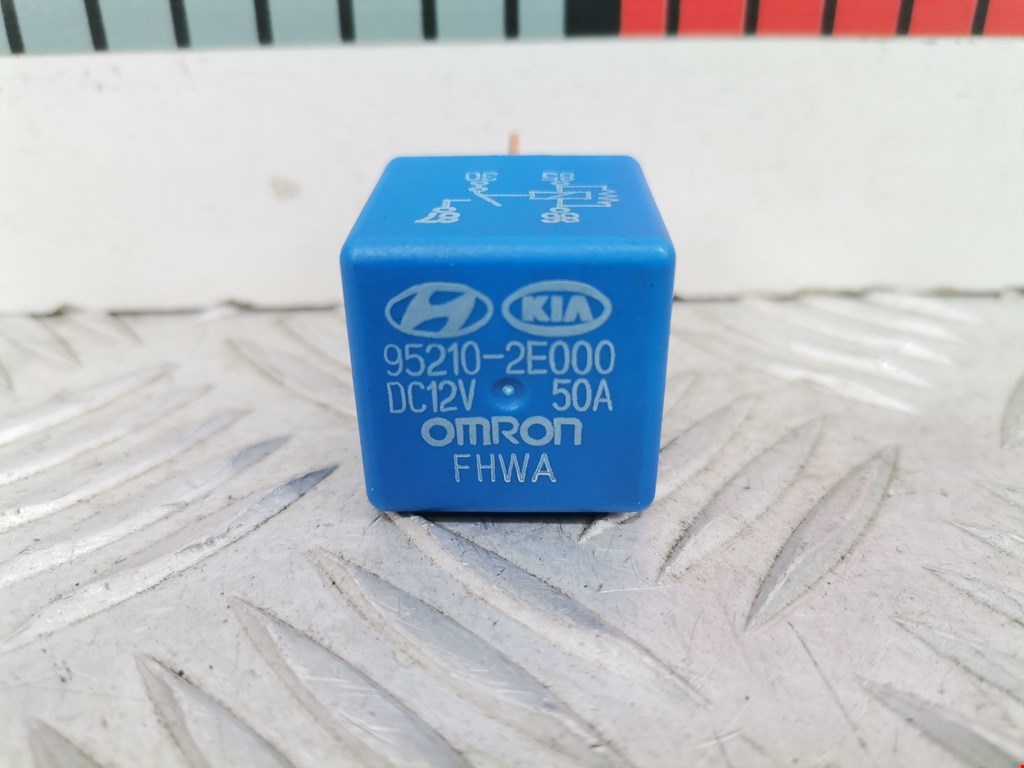 KIA
95210-2E000
DC12V 50A
OMRON
FHWA